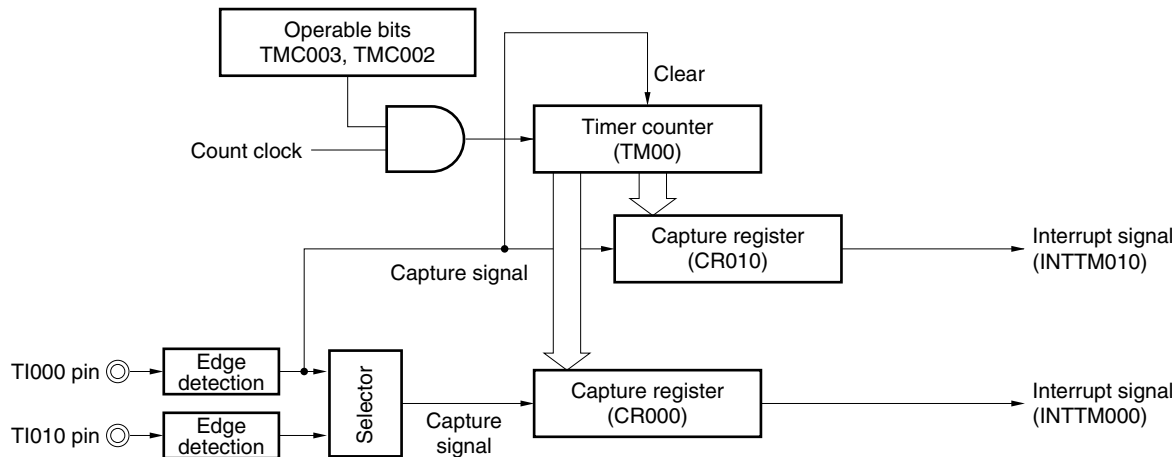 Operable bits
TMC003, TMC002
Clear
Timer counter
(TM00)
Count clock
Capture register
(CR010)
Interrupt signal
(INTTM010)
Capture signal
TI000 pin
Edge
detection
Selector
Capture register
(CR000)
Interrupt signal
(INTTM000)
Capture
signal
TI010 pin
Edge
detection